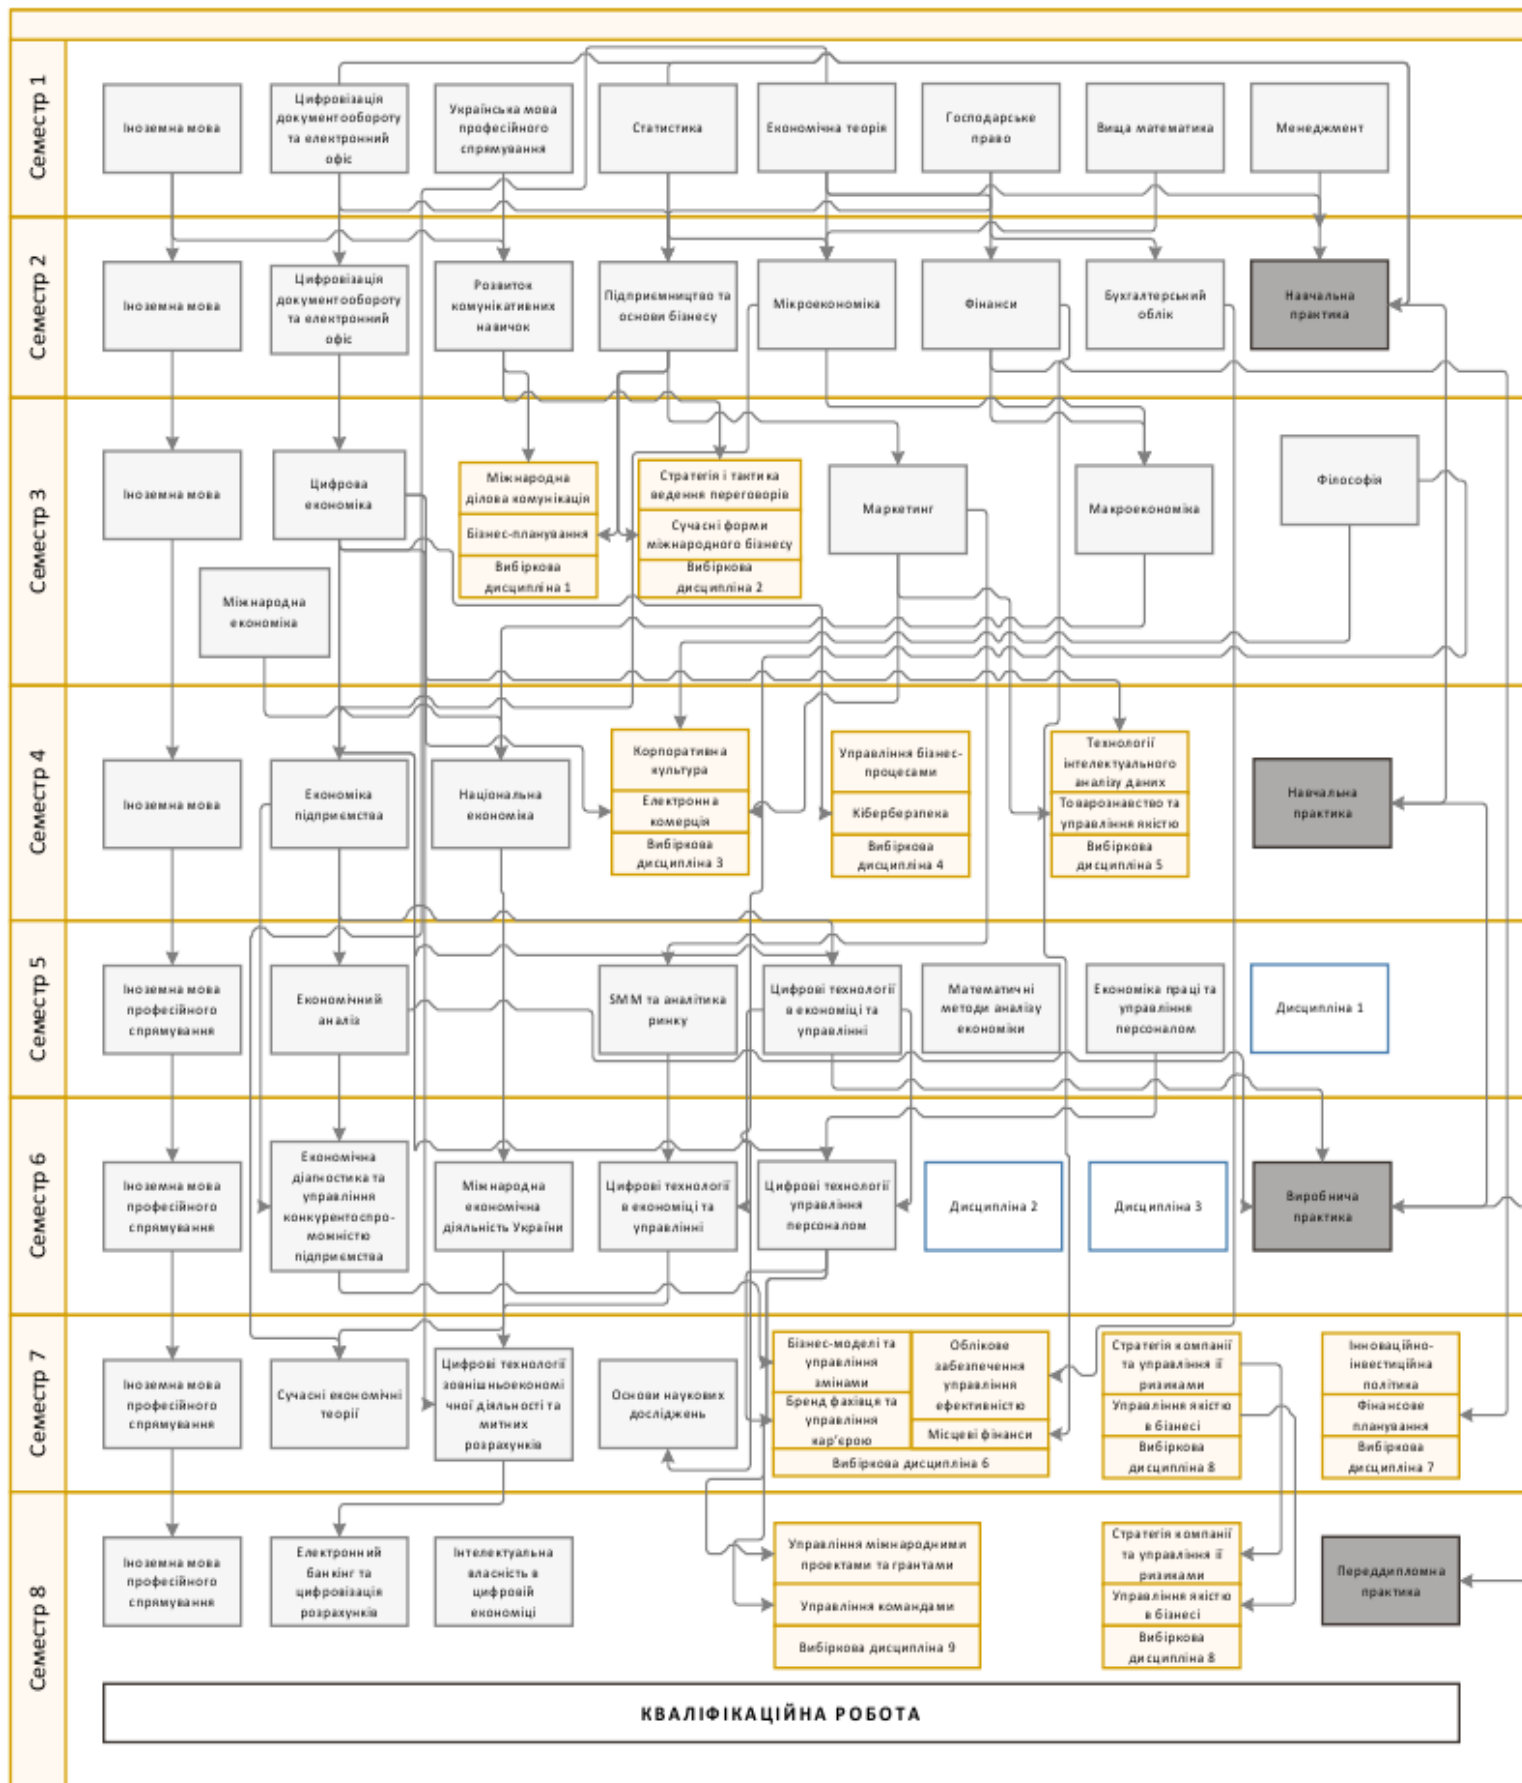 Семестр 1
Іноземна мова
Цифровізація
документообороту
та електронний
офіс
Українська мова
професійного
спрямування
Статистика
Економічна теорія
Господарське
право
Вища математика
Менеджмент
Семестр 2
Іноземна мова
Цифровізація
документообороту
та електронний
офіс
Розвиток
комунікативних
навичок
Підприємництво та
основи бізнесу
Мікроекономіка
Фінанси
Бухгалтерський
облік
Навчальна
практика
Семестр 3
Іноземна мова
Цифрова
економіка
Міжнародна
економіка
Міжнародна
ділова комунікація
Бізнес-планування
Вибіркова
дисципліна 1
Стратегія і тактика
ведення переговорів
Сучасні форми
міжнародного бізнесу
Вибіркова
дисципліна 2
Маркетинг
Макроекономіка
Філософія
Семестр 4
Іноземна мова
Економіка
підприємства
Національна
економіка
Корпоративна
культура
Електронна
комерція
Вибіркова
дисципліна 3
Управління бізнес-
процесами
Кіберберапека
Вибіркова
дисципліна 4
Технології
інтелектуального
аналізу даних
Товарознавство та
управління якістю
Вибіркова
дисципліна 5
Навчальна
практика
Семестр 5
Іноземна мова
професійного
спрямування
Економічний
аналіз
SMM та аналітика
ринку
Цифрові технології
в економіці та
управлінні
Математичні
методи аналізу
економіки
Економіка праці та
управління
персоналом
Дисципліна 1
Семестр 6
Іноземна мова
професійного
спрямування
Економічна
діагностика та
управління
конкурентоспро-
можністю
підприємства
Міжнародна
економічна
діяльність України
Цифрові технології
в економіці та
управлінні
Цифрові технології
управління
персоналом
Дисципліна 2
Дисципліна 3
Виробнича
практика
Семестр 7
Іноземна мова
професійного
спрямування
Сучасні економічні
теорії
Цифрові технології
зовнішньоекономі
чної діяльності та
митних
розрахунків
Основи наукових
досліджень
Бізнес-моделі та
управління
змінами
Бренд фахівця та
управління
кар'єрою
Облікове
забезпечення
управління
ефективністю
Місцеві фінанси
Вибіркова дисципліна 6
Стратегія компанії
та управління її
ризиками
Управління якістю
в бізнесі
Вибіркова
дисципліна 8
Інноваційно-
інвестиційна
політика
Фінансове
планування
Вибіркова
дисципліна 7
Семестр 8
Іноземна мова
професійного
спрямування
Електронний
банкінг та
цифровізація
розрахунків
Інтелектуальна
власність в
цифровій
економіці
Управління міжнародними
проектами та грантами
Управління командами
Вибіркова дисципліна 9
Стратегія компанії
та управління її
ризиками
Управління якістю
в бізнесі
Вибіркова
дисципліна 8
Переддипломна
практика
КВАЛІФІКАЦІЙНА РОБОТА